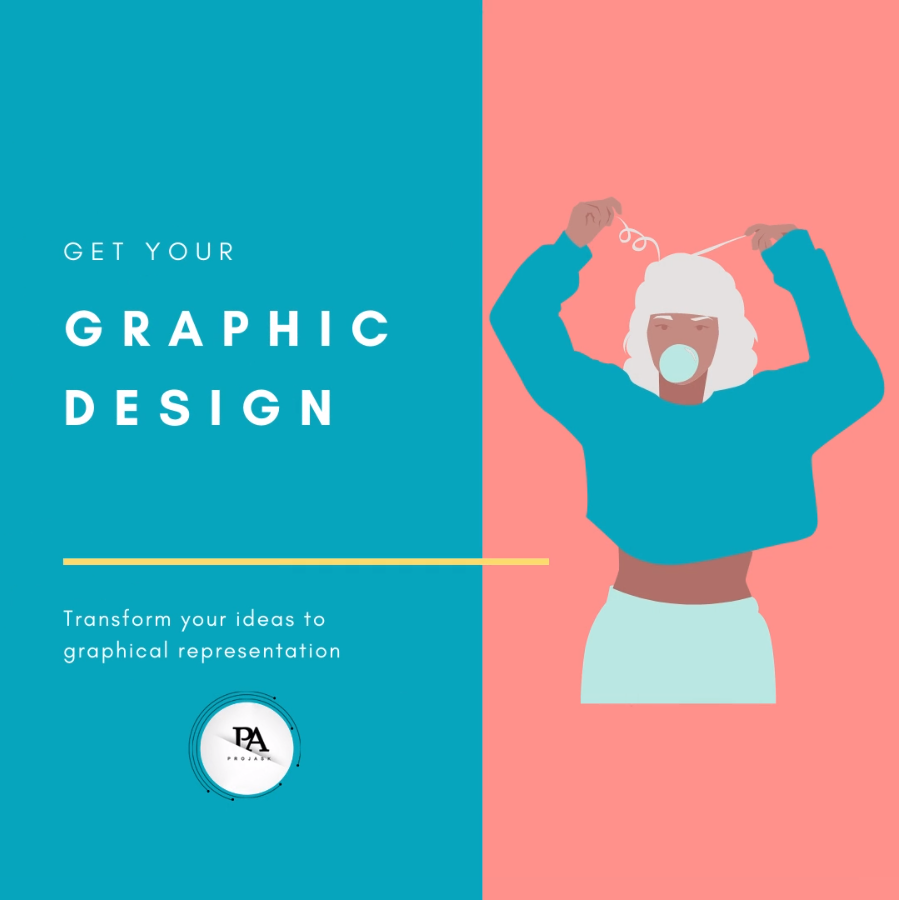 GET YOUR
GRAPHIC
DESIGN
Transform your ideas to
graphical representation
PA